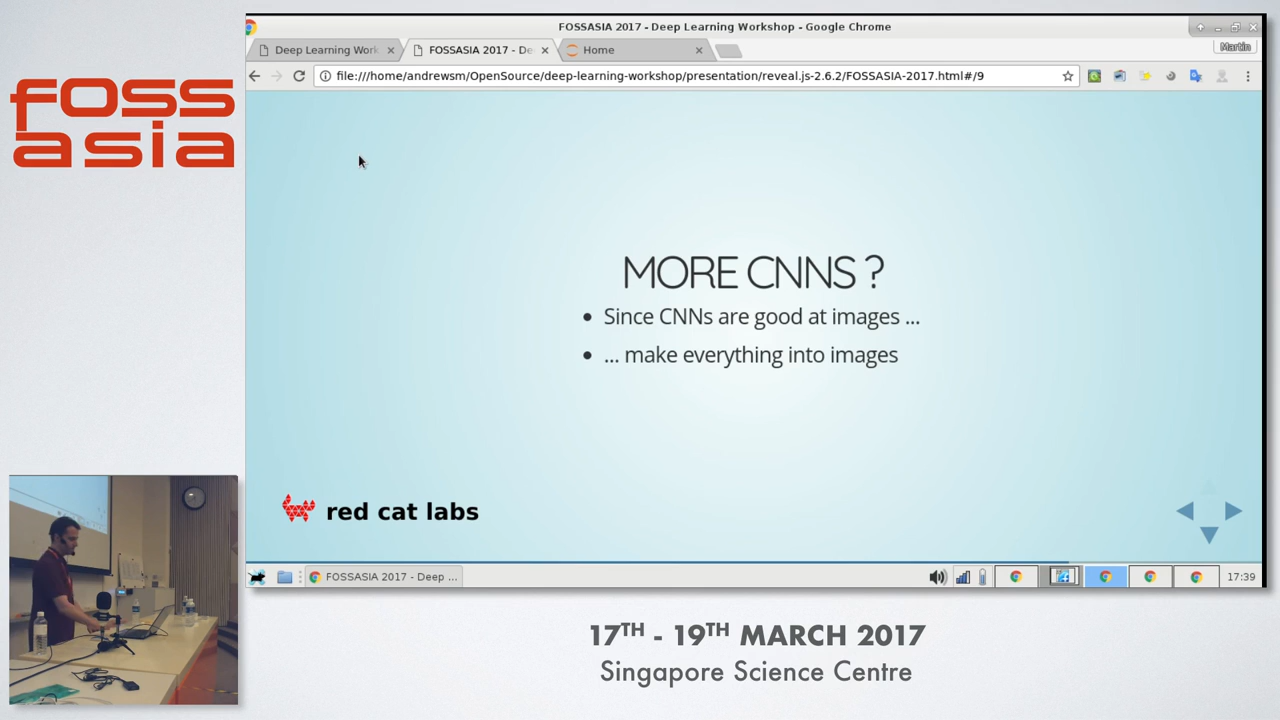 foss
asia
FOSSASIA 2017 - Deep Learning Workshop - Google Chrome
Deep Learning Work
FOSSASIA 2017 - De
Home
Martin
file:///home/andrewsm/OpenSource/deep-learning-workshop/presentation/reveal.js-2.6.2/FOSSASIA-2017.html#/9
MORE CNNS ?
• Since CNNs are good at images ...
• ... make everything into images
red cat labs
FOSSASIA 2017 - Deep ...
17:39
17TH - 19TH MARCH 2017
Singapore Science Centre